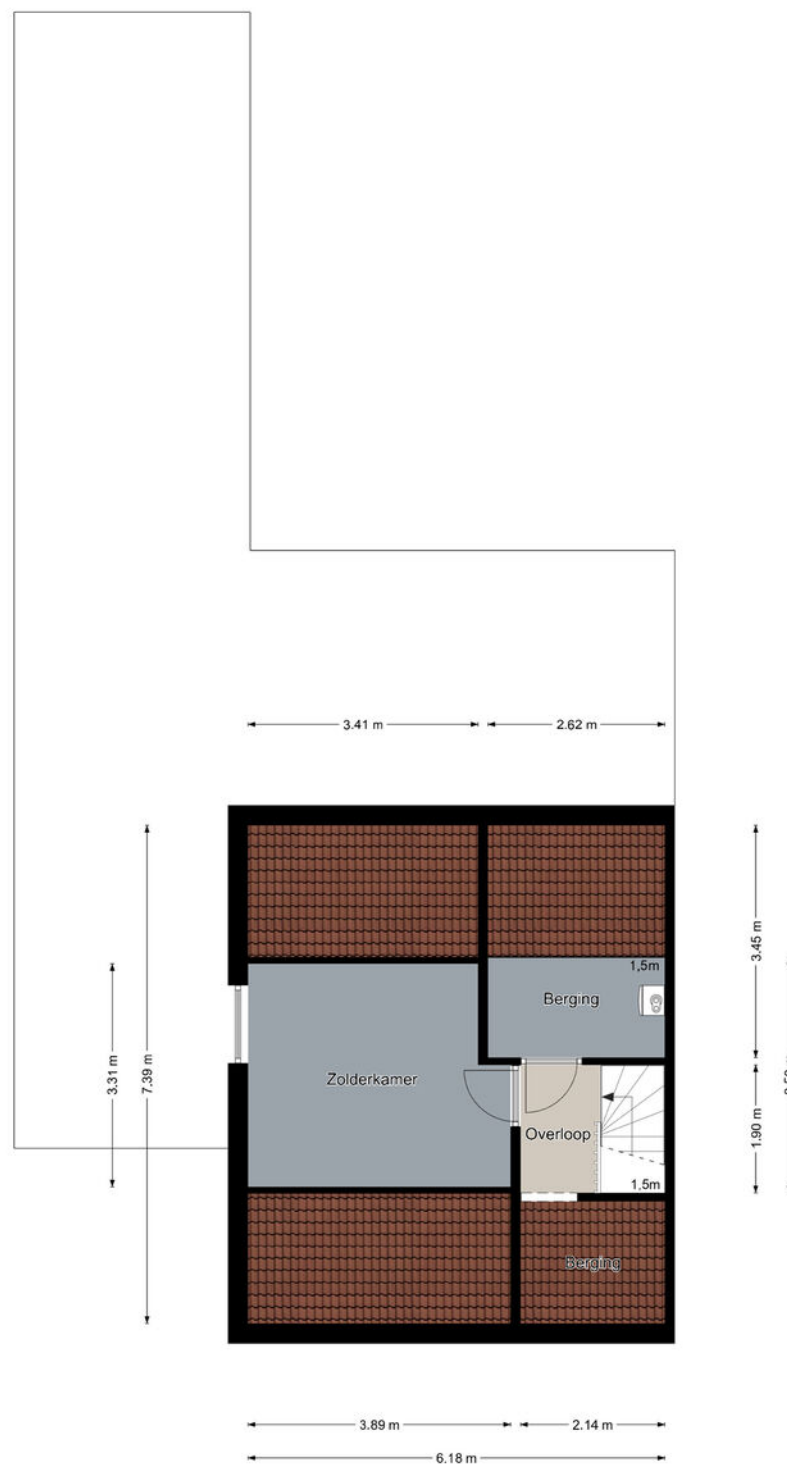 3.41 m
2.62 m
3.45 m
1,5m
Berging
3.31 m
7.39 m
Zolderkamer
1.90 m
Overloop
1,5m
Berging
3.89 m
2.14 m
6.18 m